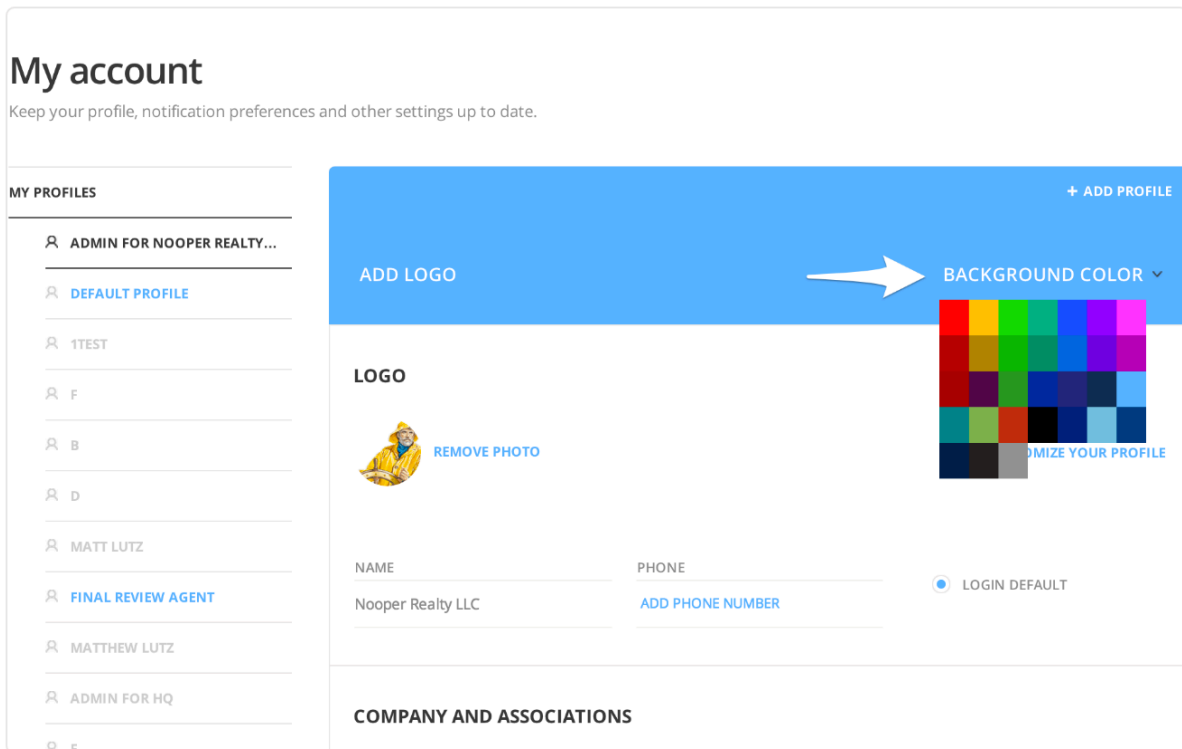 My account
Keep your profile, notification preferences and other settings up to date.
MY PROFILES
ADMIN FOR NOOPER REALTY...
DEFAULT PROFILE
1TEST
F
B
D
MATT LUTZ
FINAL REVIEW AGENT
MATTHEW LUTZ
ADMIN FOR HQ
+ ADD PROFILE
ADD LOGO
BACKGROUND COLOR
LOGO
REMOVE PHOTO
OMIZE YOUR PROFILE
NAME
Nooper Realty LLC
PHONE
ADD PHONE NUMBER
LOGIN DEFAULT
COMPANY AND ASSOCIATIONS